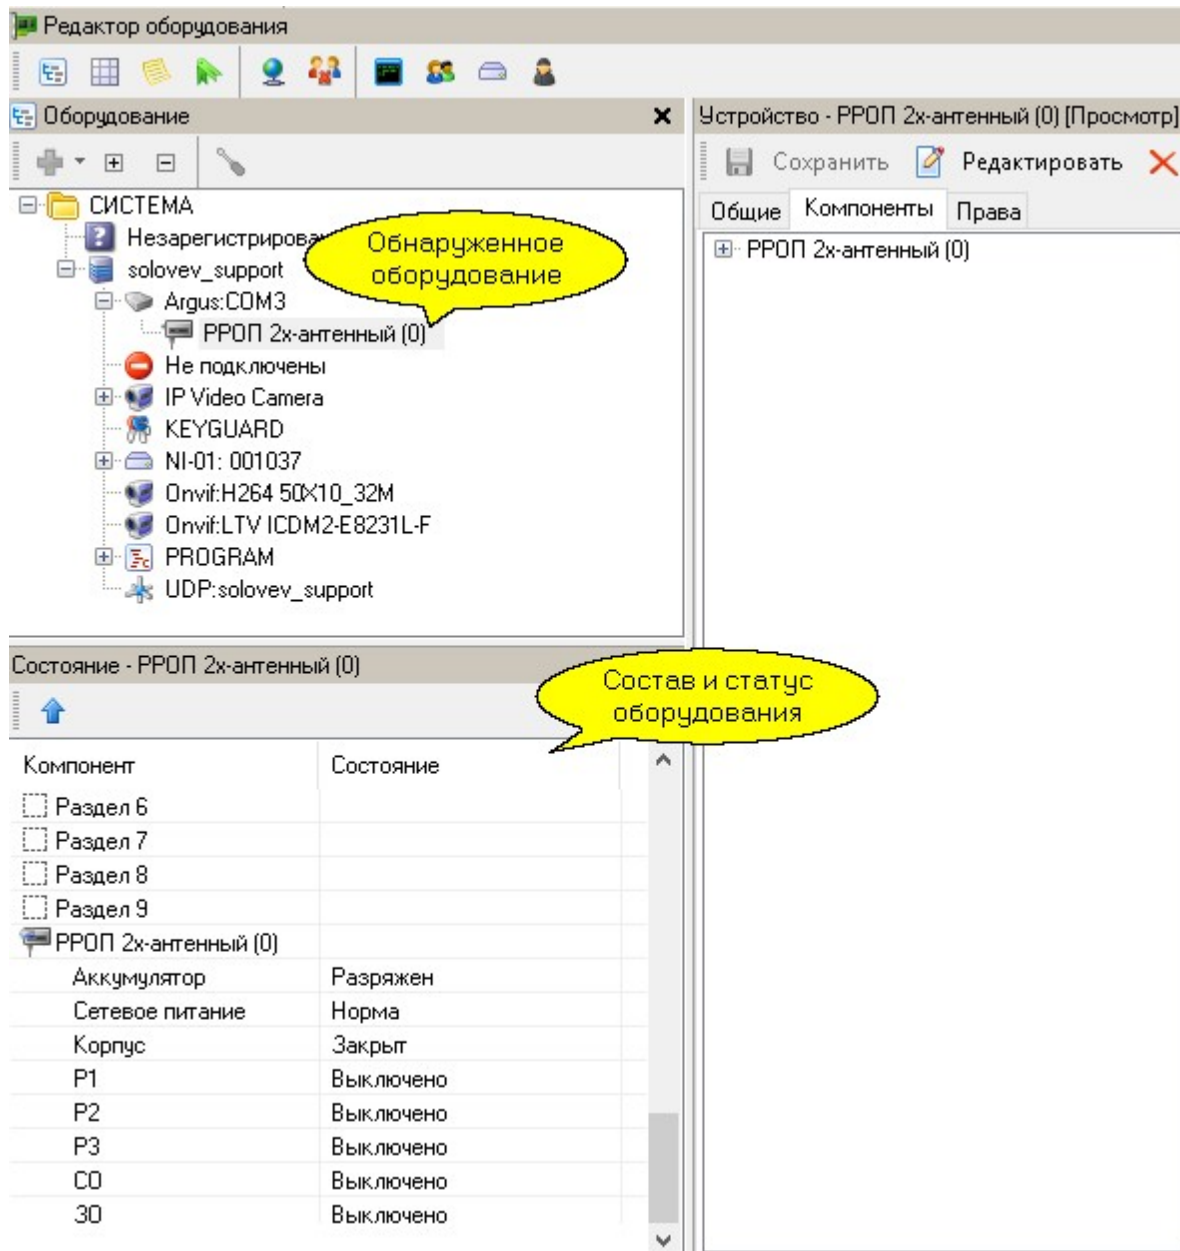 Редактор оборудования
Оборудование
СИСТЕМА
Незарегистриров
solovev_support
Argus:COM3
РРОП 2х-антенный (0)
Не подключены
IP Video Camera
KEYGUARD
NI-01: 001037
Onvif:H264 50X10_32M
Onvif:LTV ICDM2-E8231L-F
PROGRAM
UDP:solovev_support
Обнаруженное
оборудование
Устройство - РРОП 2х-антенный (0) [Просмотр]
Сохранить Редактировать
Общие Компоненты Права
РРОП 2х-антенный (0)
Состояние - РРОП 2х-антенный (0)
Состав и статус
оборудования
Компонент Состояние
Раздел 6
Раздел 7
Раздел 8
Раздел 9
РРОП 2х-антенный (0)
Аккумулятор Разряжен
Сетевое питание Норма
Корпус Закрыт
Р1 Выключено
Р2 Выключено
Р3 Выключено
СО Выключено
ЗО Выключено